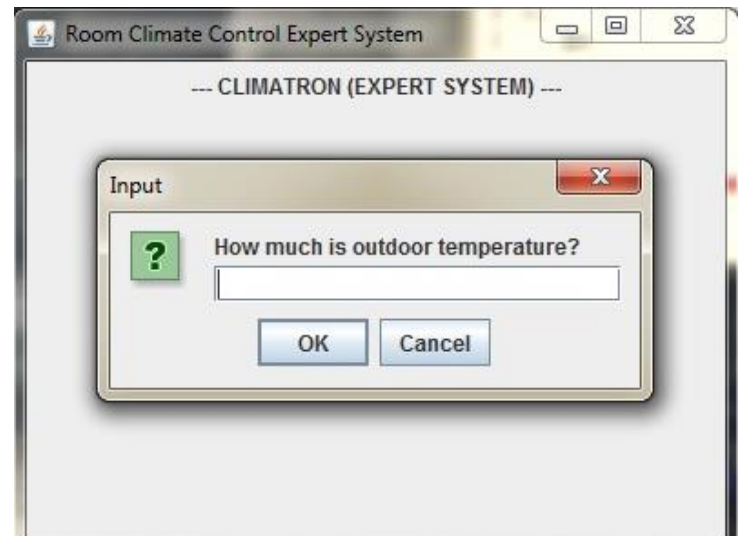 Room Climate Control Expert System
--- CLIMATRON (EXPERT SYSTEM) ---
Input
? How much is outdoor temperature?
OK Cancel